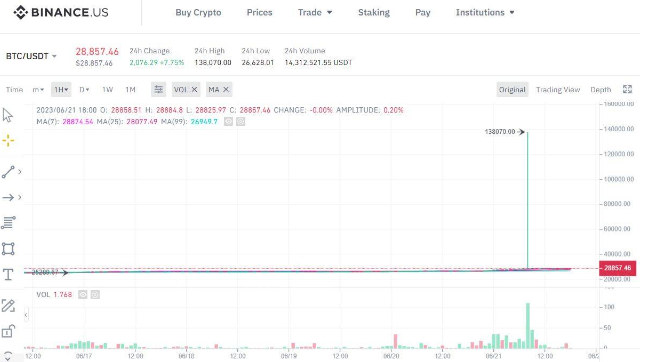 BINANCE.US
Buy Crypto Prices Trade Staking Pay Institutions
BTC/USDT 28,857.46 24h Change 24h High 24h Low 24h Volume
$28,857.46 2,076.29 +7.75% 138,070.00 26,628.01 14,312,521.55 USDT
Time m 1H D 1W 1M VOL MA Original Trading View Depth
2023/06/21 18:00 O: 28858.51 H: 28884.8 L: 28825.97 C: 28857.46 CHANGE: -0.00% AMPLITUDE: 0.20%
MA(7): 28874.54 MA(25): 28077.49 MA(99): 26949.7
160000.00
138070.00
140000.00
120000.00
100000.00
80000.00
60000.00
40000.00
28857.46
20000.00
VOL 1.768
100
50
0
12:00 06/17 12:00 06/18 12:00 06/19 12:00 06/20 12:00 06/21 12:00